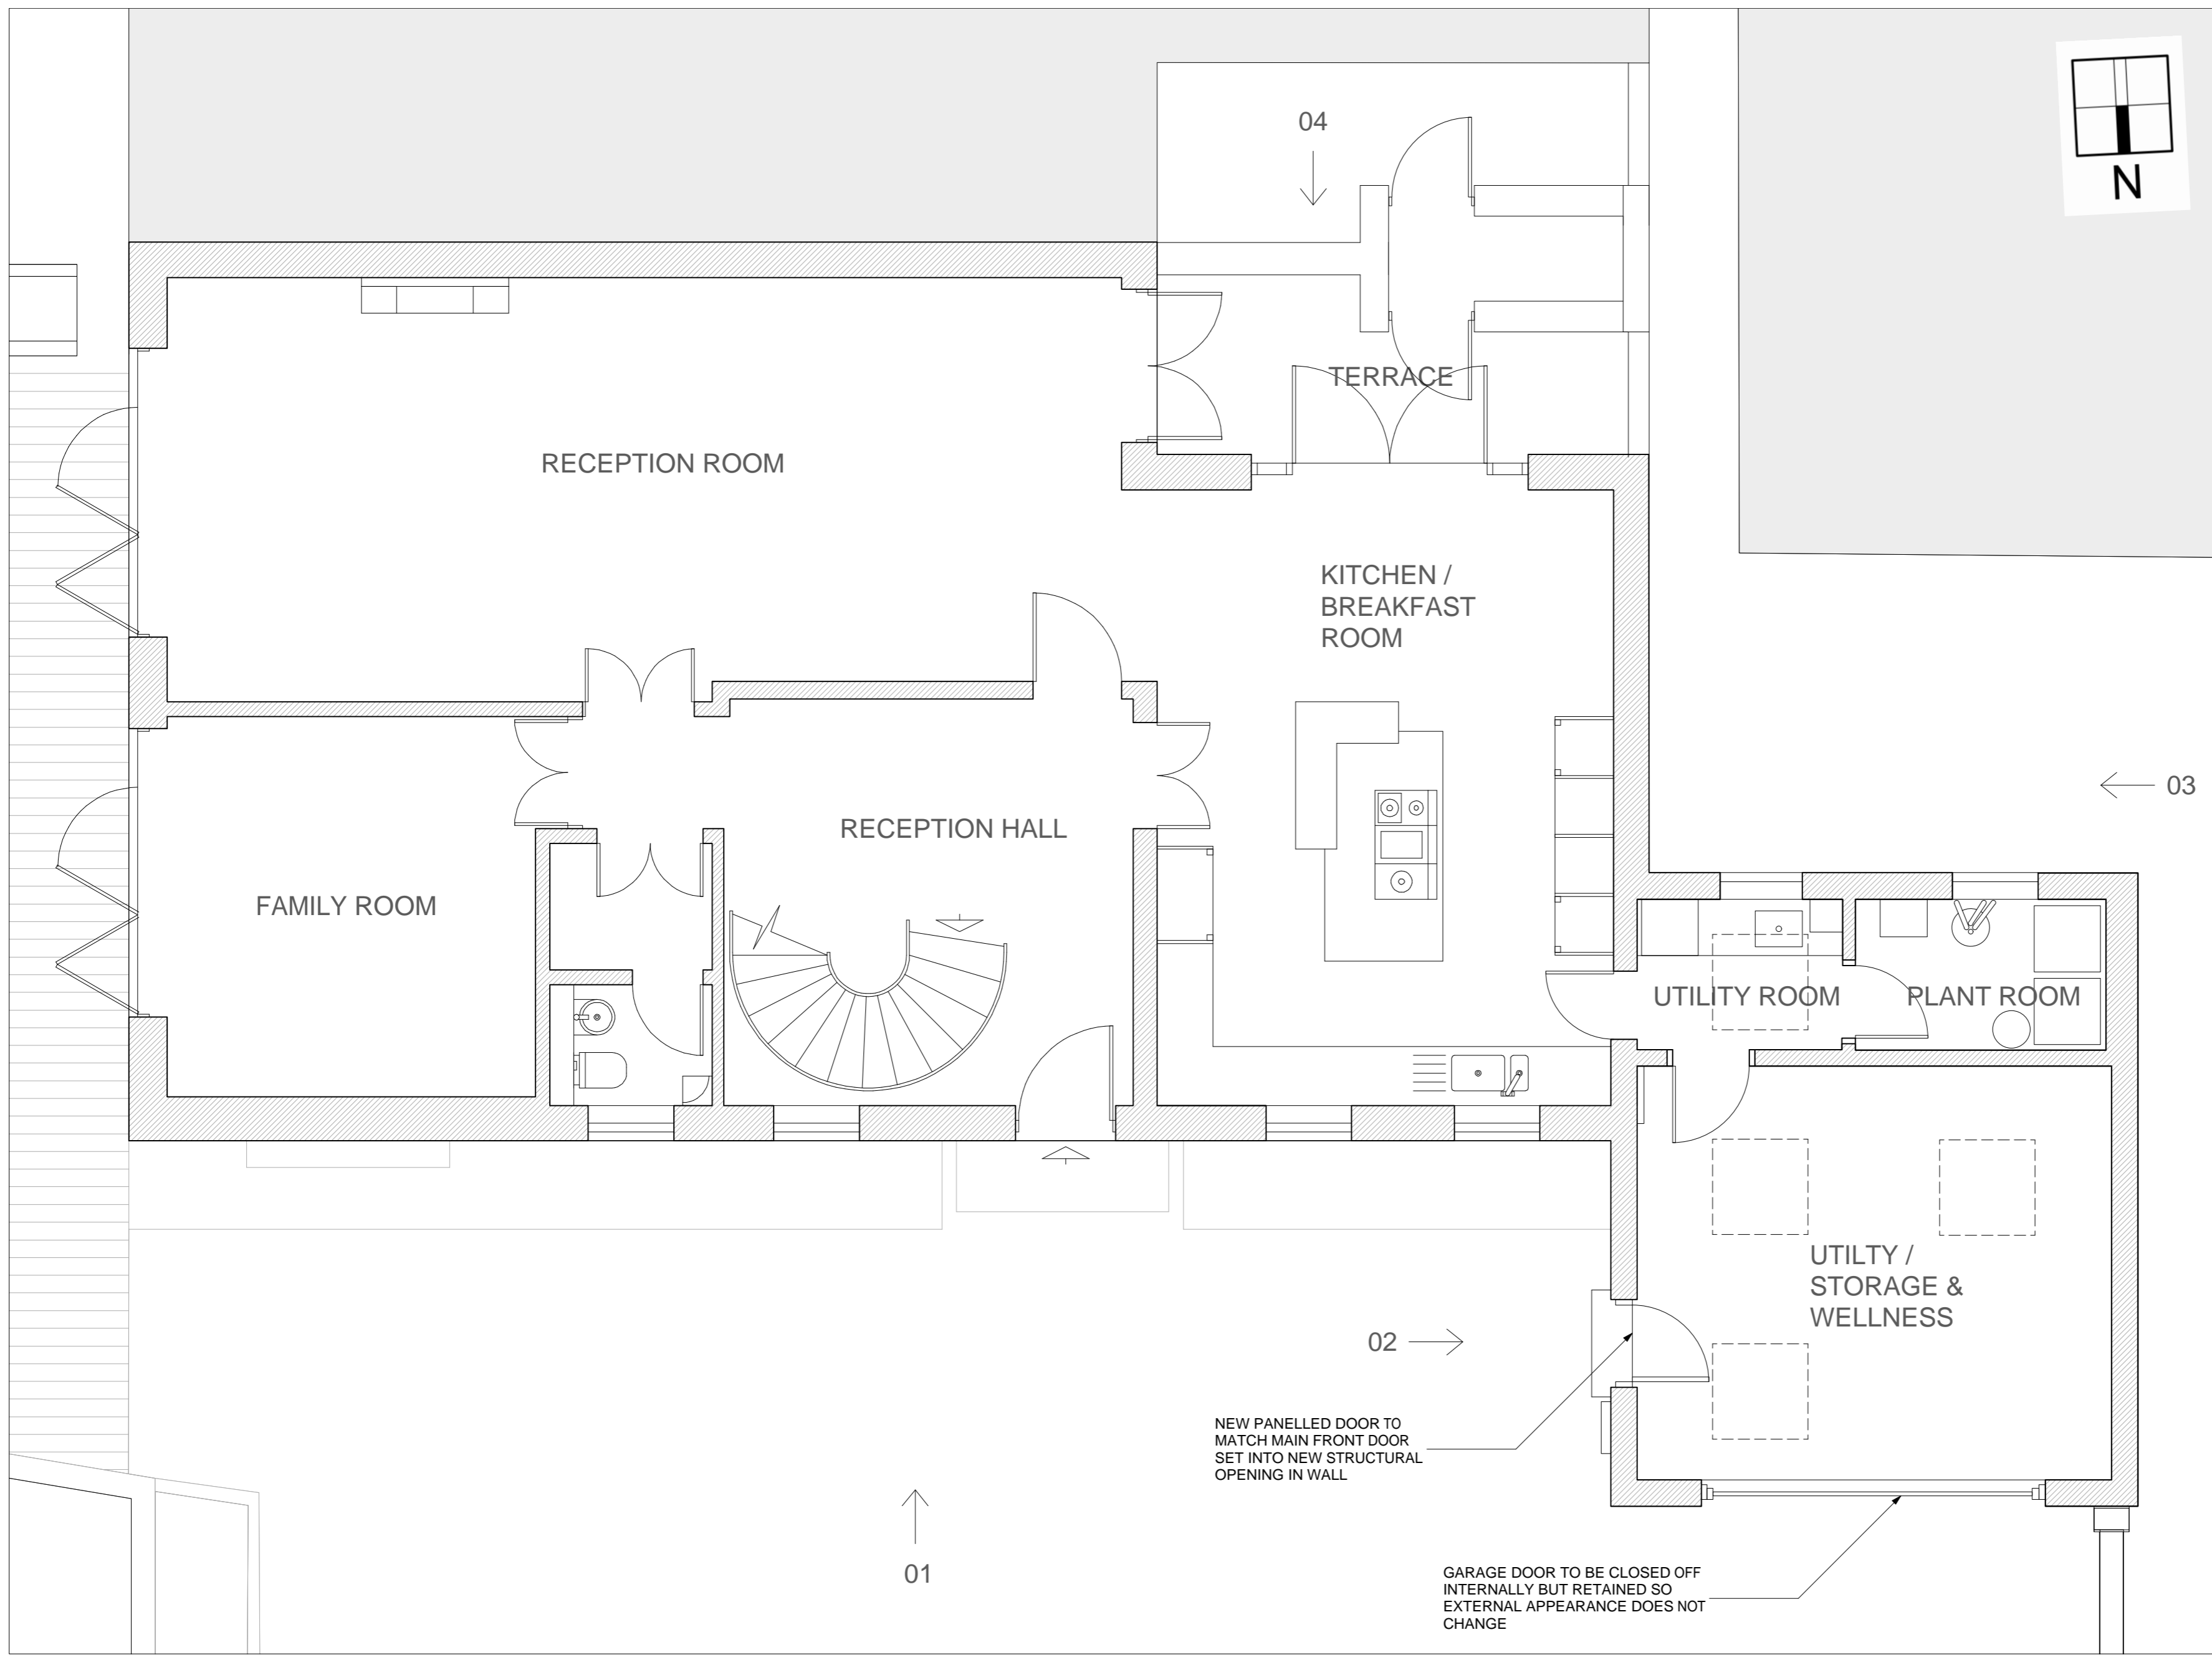 04
N
TERRACE
RECEPTION ROOM
KITCHEN /
BREAKFAST
ROOM
03
RECEPTION HALL
FAMILY ROOM
UTILITY ROOM
PLANT ROOM
UTILTY /
STORAGE &
WELLNESS
02
NEW PANELLED DOOR TO
MATCH MAIN FRONT DOOR
SET INTO NEW STRUCTURAL
OPENING IN WALL
01
GARAGE DOOR TO BE CLOSED OFF
INTERNALLY BUT RETAINED SO
EXTERNAL APPEARANCE DOES NOT
CHANGE